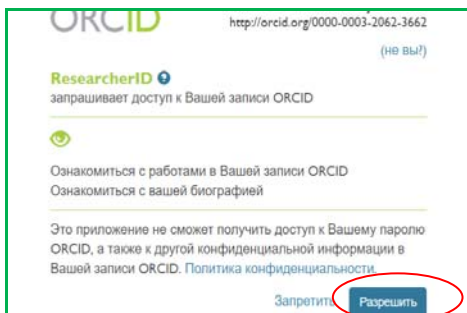 ORCID
http://orcid.org/0000-0003-2062-3662
(не вы?)
ResearcherID
запрашивает доступ к Вашей записи ORCID
Ознакомиться с работами в Вашей записи ORCID
Ознакомиться с вашей биографией
Это приложение не сможет получить доступ к Вашему паролю
ORCID, а также к другой конфиденциальной информации в
Вашей записи ORCID. Политика конфиденциальности.
Запретить Разрешить